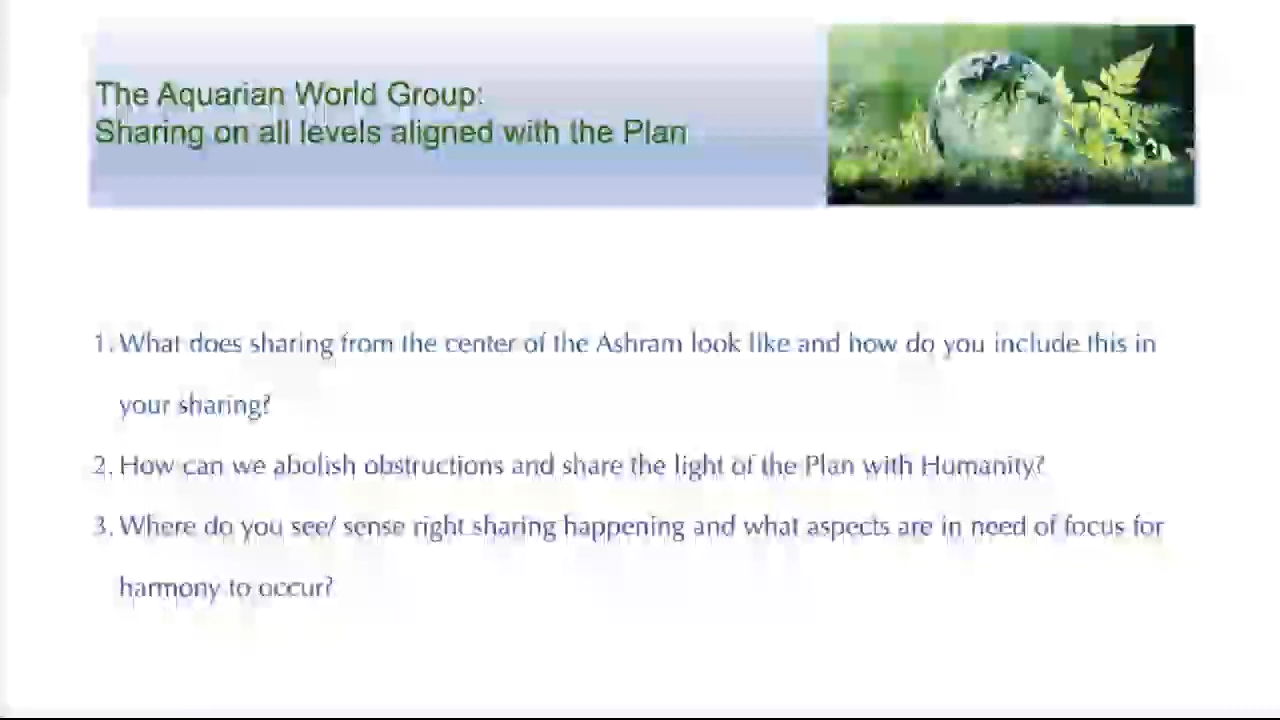 The Aquarian World Group:
Sharing on all levels aligned with the Plan
1. What does sharing from the center of the Ashram look like and how do you include this in
your sharing?
2. How can we abolish obstructions and share the light of the Plan with Humanity?
3. Where do you see/ sense right sharing happening and what aspects are in need of focus for
harmony to occur?